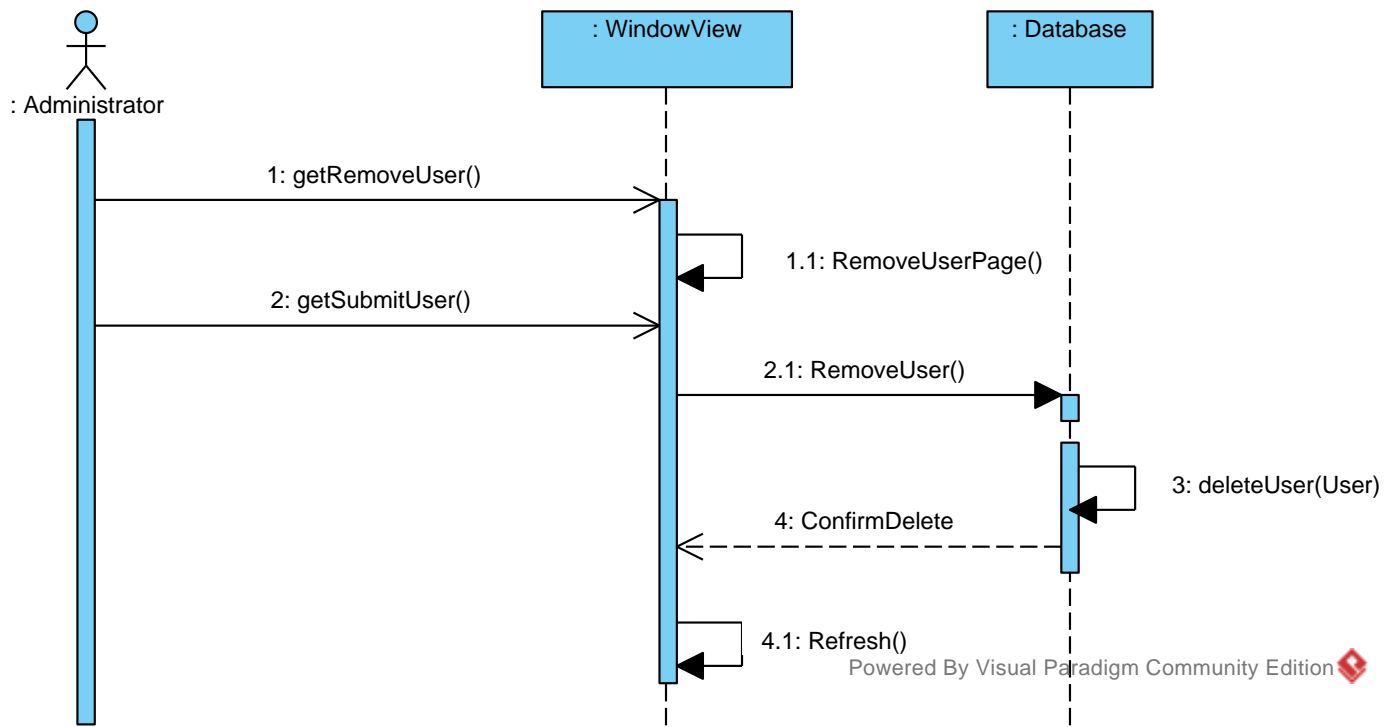 : WindowView
: Database
: Administrator
1: getRemoveUser()
1.1: RemoveUserPage()
2: getSubmitUser()
2.1: RemoveUser()
3: deleteUser(User)
4: ConfirmDelete
4.1: Refresh()
Powered By Visual Paradigm Community Edition